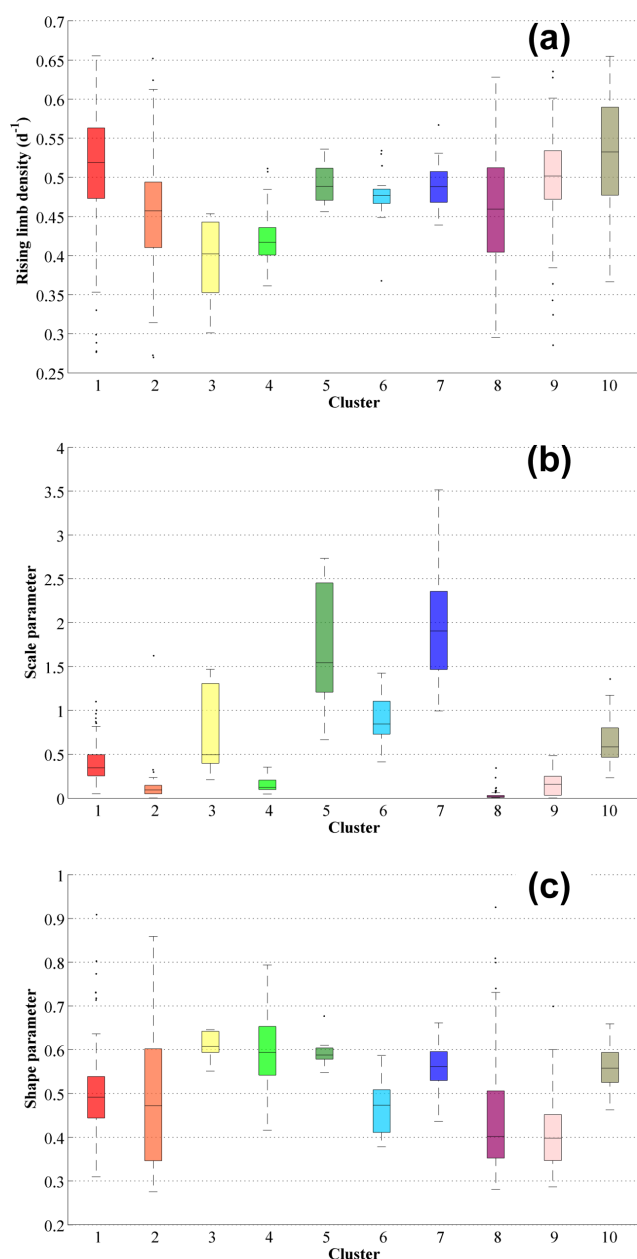 (a)
Rising limb density (d⁻¹)
0.7
0.65
0.6
0.55
0.5
0.45
0.4
0.35
0.3
0.25
1 2 3 4 5 6 7 8 9 10
Cluster
(b)
Scale parameter
4
3.5
3
2.5
2
1.5
1
0.5
0
1 2 3 4 5 6 7 8 9 10
Cluster
(c)
Shape parameter
1
0.9
0.8
0.7
0.6
0.5
0.4
0.3
0.2
1 2 3 4 5 6 7 8 9 10
Cluster